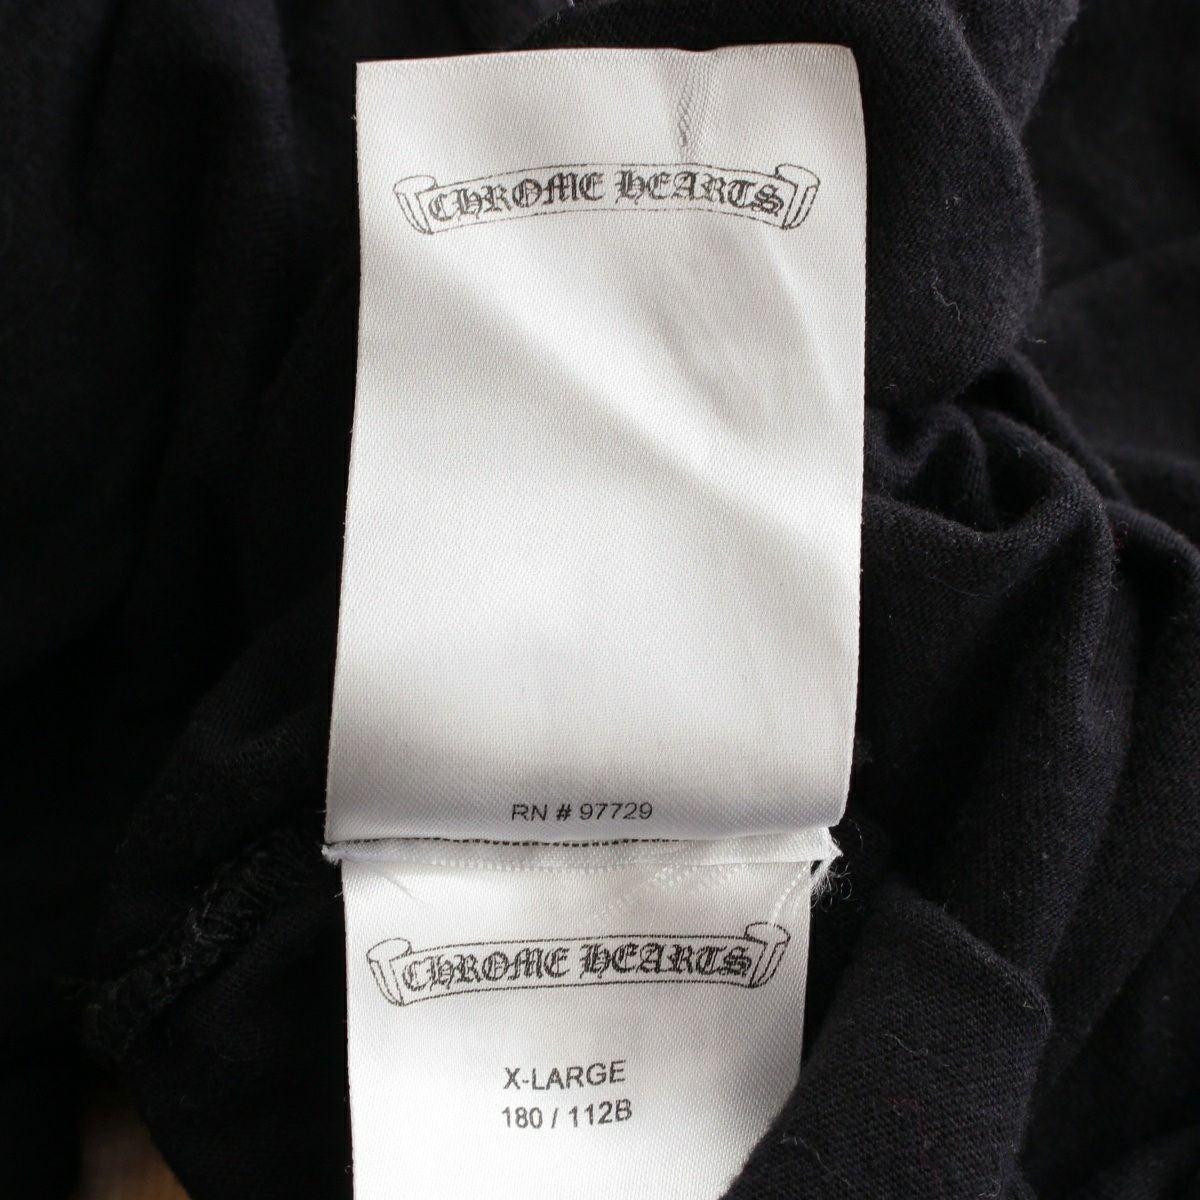 CHROME HEARTS
RN # 97729
CHROME HEARTS
X-LARGE
180 / 112B